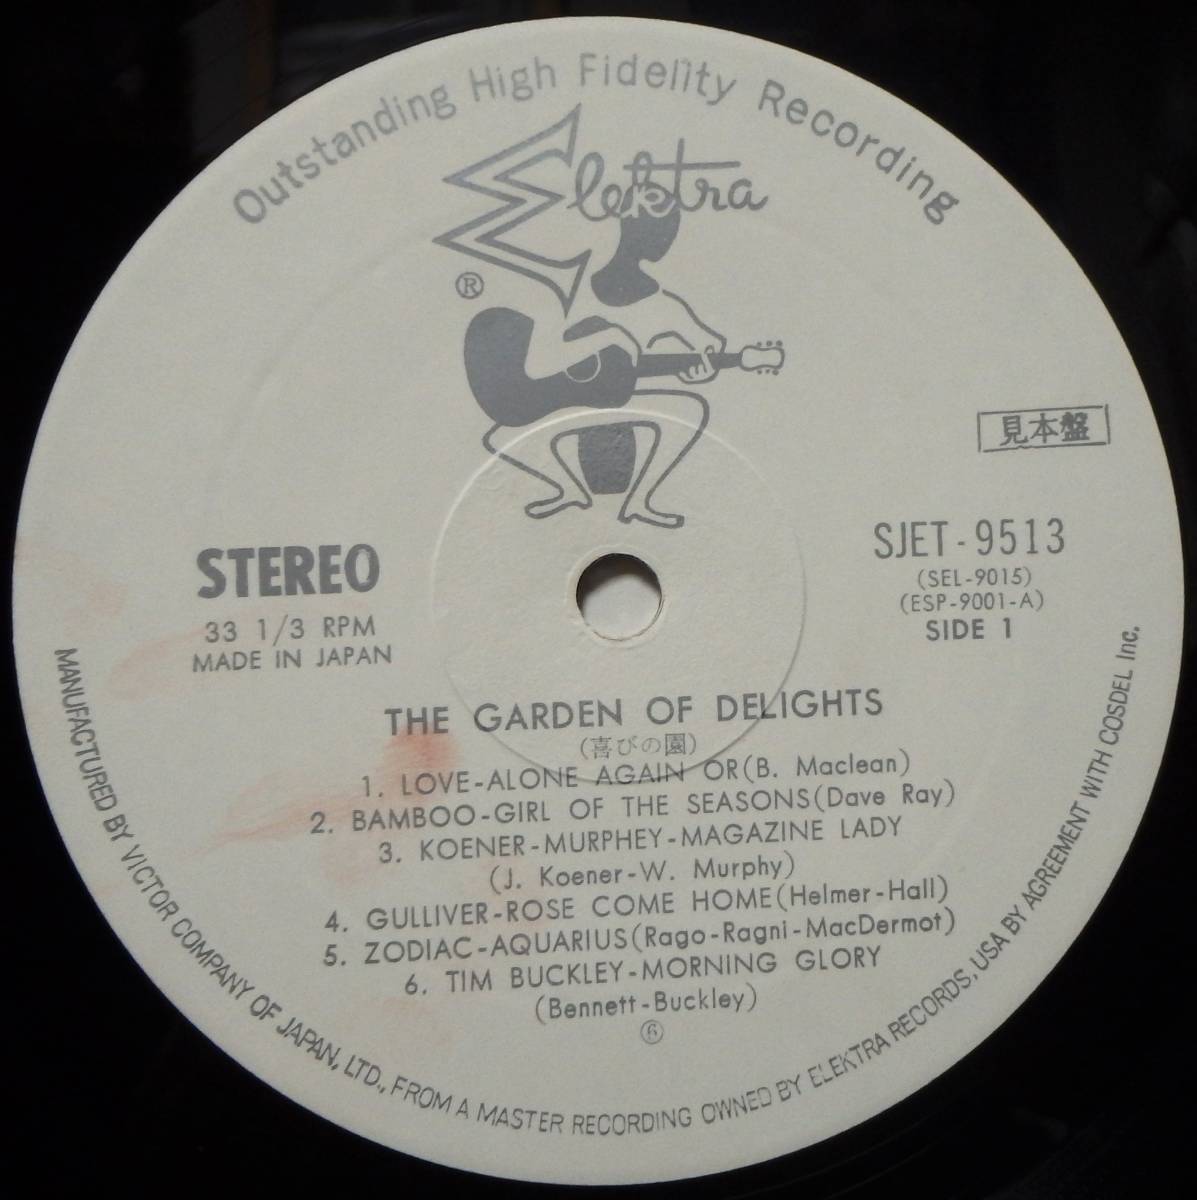 Outstanding High Fidelity Recording
Elektra
®
見本盤
STEREO
33 1/3 RPM
MADE IN JAPAN
SJET-9513
(SEL-9015)
(ESP-9001-A)
SIDE 1
THE GARDEN OF DELIGHTS
(喜びの園)
1. LOVE-ALONE AGAIN OR(B. Maclean)
2. BAMBOO-GIRL OF THE SEASONS(Dave Ray)
3. KOENER-MURPHEY-MAGAZINE LADY
(J. Koener-W. Murphy)
4. GULLIVER-ROSE COME HOME(Helmer-Hall)
5. ZODIAC-AQUARIUS(Rago-Ragni-MacDermot)
6. TIM BUCKLEY-MORNING GLORY
(Bennett-Buckley)
⑥
MANUFACTURED BY VICTOR COMPANY OF JAPAN, LTD., FROM A MASTER RECORDING OWNED BY ELEKTRA RECORDS, USA BY AGREEMENT WITH COSDEL Inc.